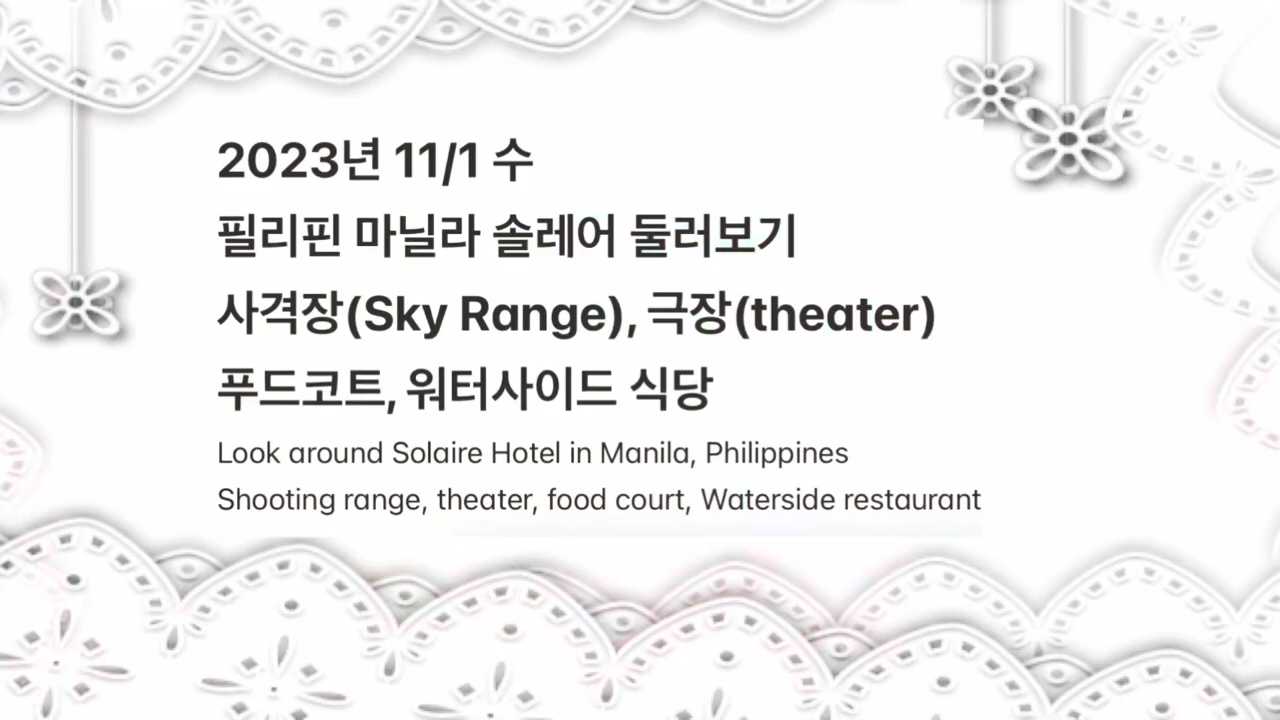 2023년 11/1 수
필리핀 마닐라 솔레어 둘러보기
사격장(Sky Range), 극장(theater)
푸드코트, 워터사이드 식당
Look around Solaire Hotel in Manila, Philippines
Shooting range, theater, food court, Waterside restaurant